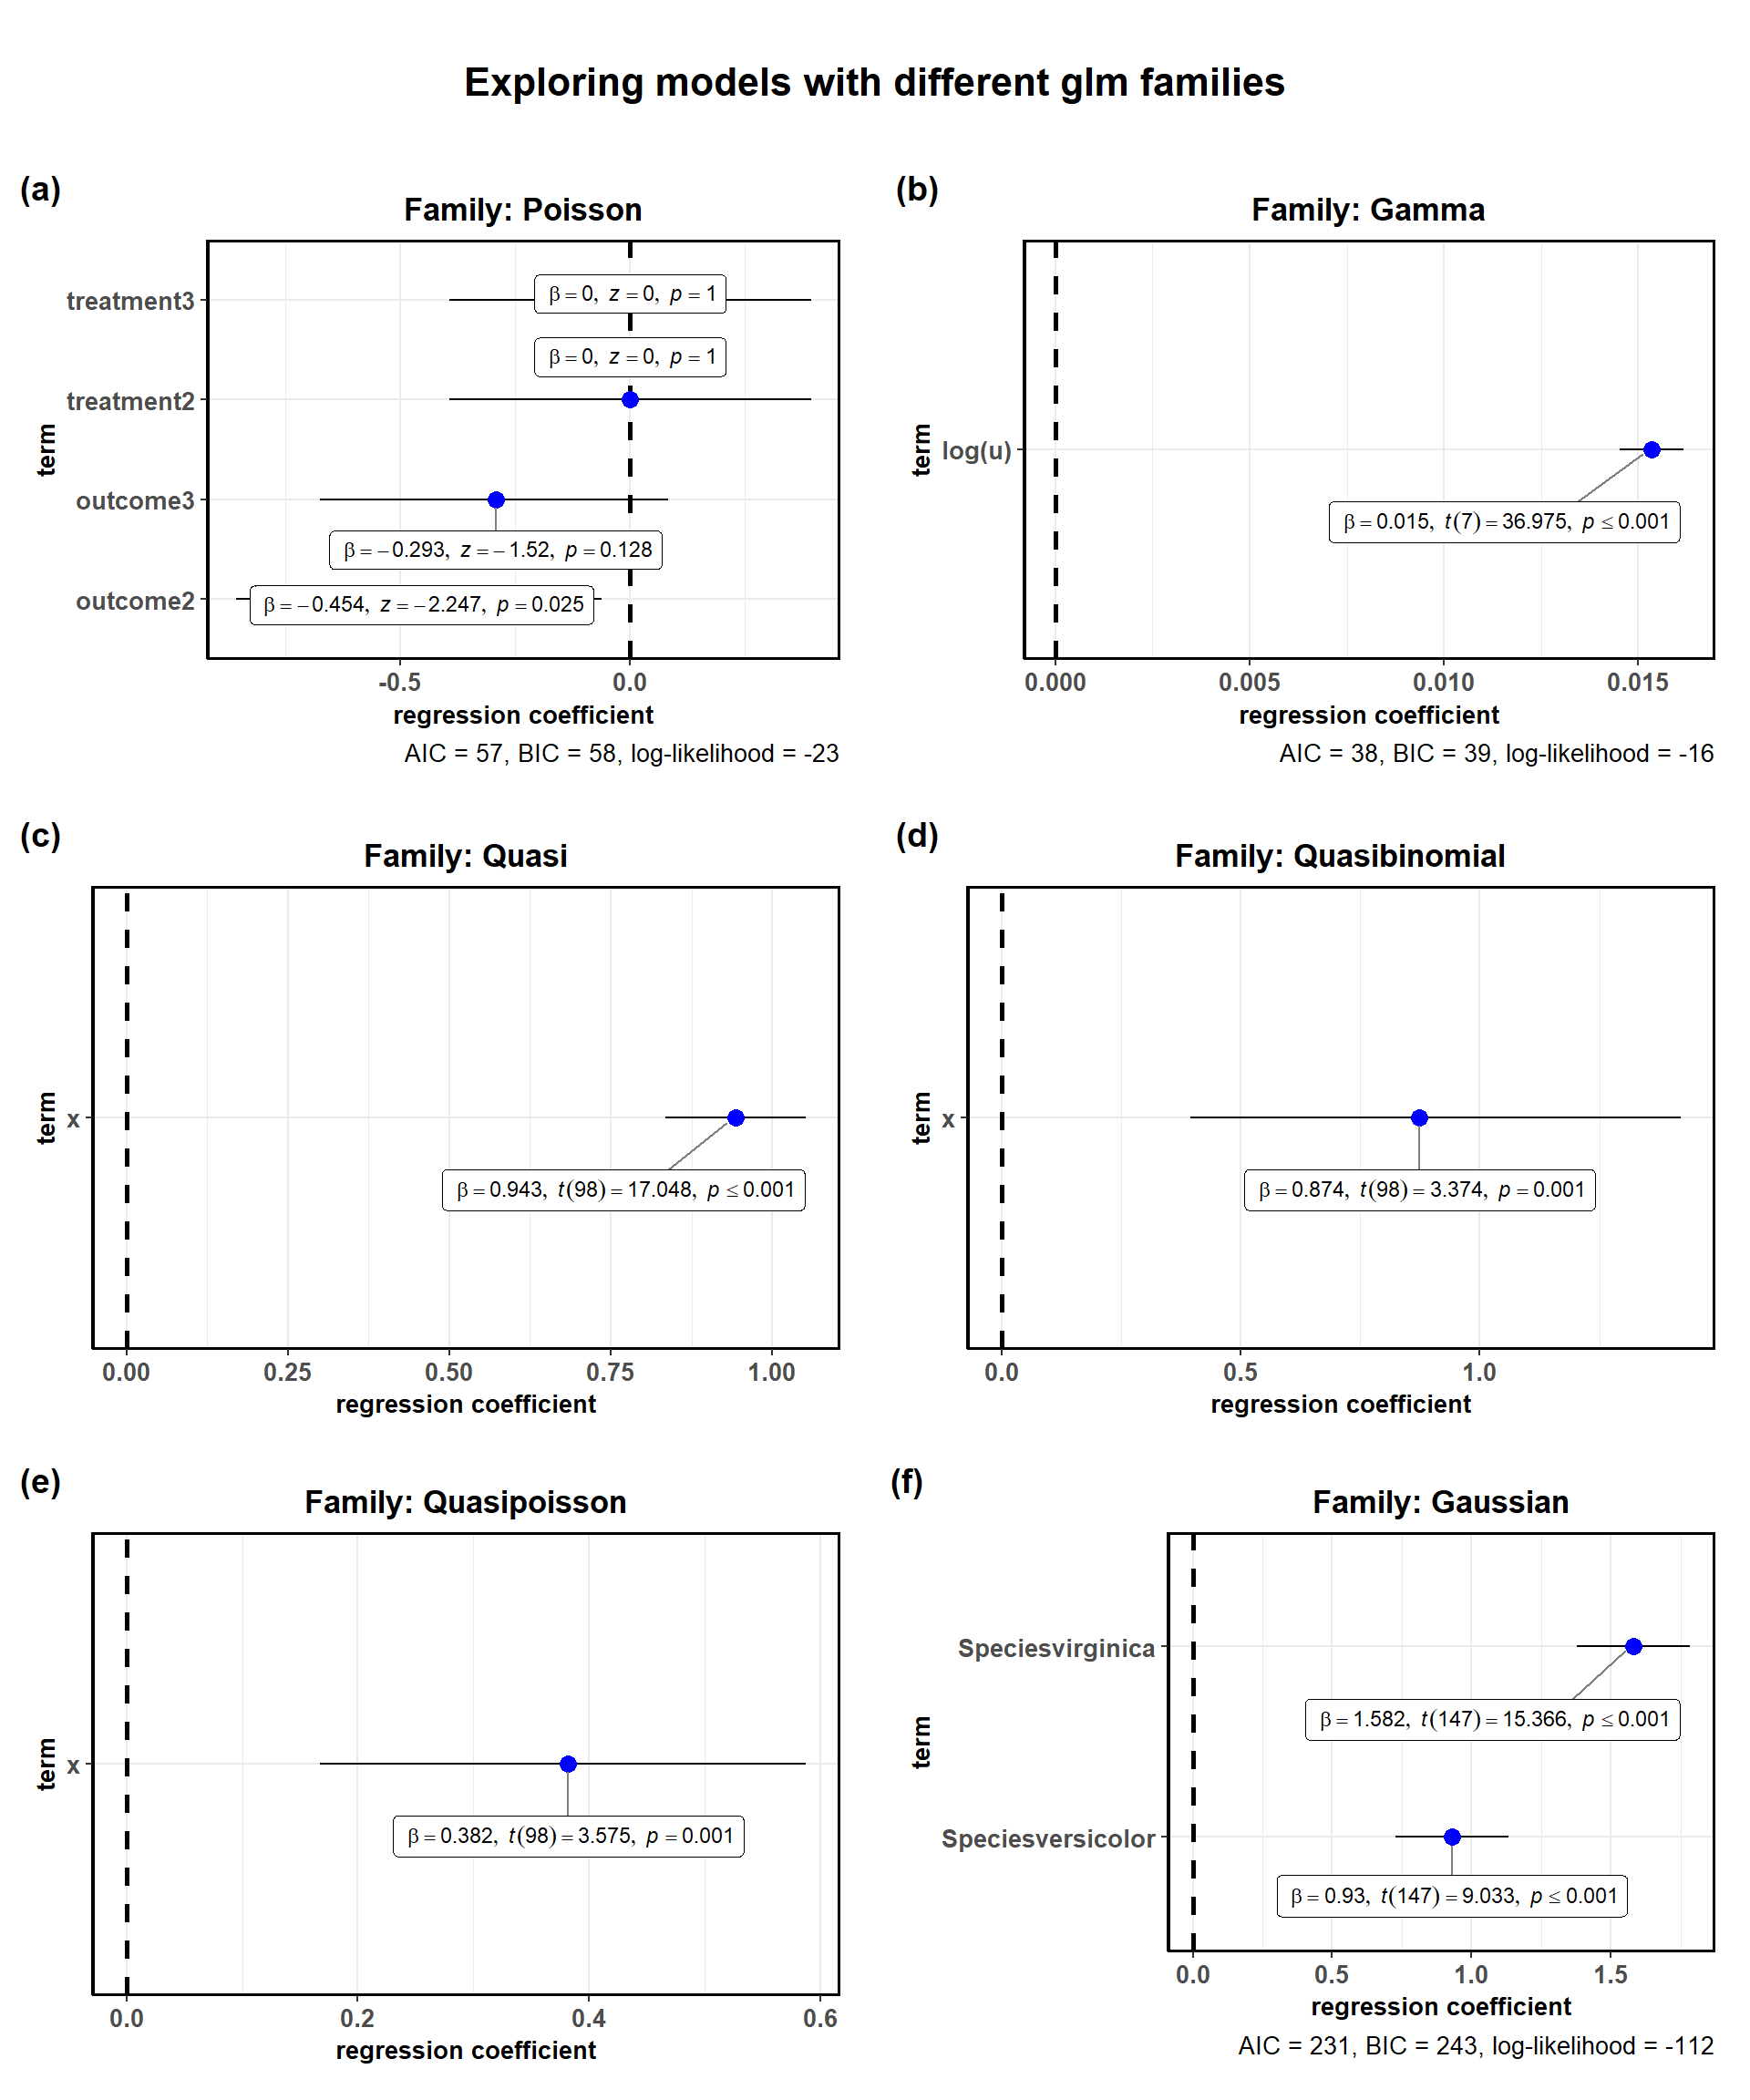 Exploring models with different glm families
(a)
Family: Poisson
term
treatment3
treatment2
outcome3
outcome2
β = 0, z = 0, p = 1
β = 0, z = 0, p = 1
β = −0.293, z = −1.52, p = 0.128
β = −0.454, z = −2.247, p = 0.025
-0.5 0.0
regression coefficient
AIC = 57, BIC = 58, log-likelihood = -23
(b)
Family: Gamma
term
log(u)
β = 0.015, t(7) = 36.975, p ≤ 0.001
0.000 0.005 0.010 0.015
regression coefficient
AIC = 38, BIC = 39, log-likelihood = -16
(c)
Family: Quasi
term
x
β = 0.943, t(98) = 17.048, p ≤ 0.001
0.00 0.25 0.50 0.75 1.00
regression coefficient
(d)
Family: Quasibinomial
term
x
β = 0.874, t(98) = 3.374, p = 0.001
0.0 0.5 1.0
regression coefficient
(e)
Family: Quasipoisson
term
x
β = 0.382, t(98) = 3.575, p = 0.001
0.0 0.2 0.4 0.6
regression coefficient
(f)
Family: Gaussian
term
Speciesvirginica
Speciesversicolor
β = 1.582, t(147) = 15.366, p ≤ 0.001
β = 0.93, t(147) = 9.033, p ≤ 0.001
0.0 0.5 1.0 1.5
regression coefficient
AIC = 231, BIC = 243, log-likelihood = -112